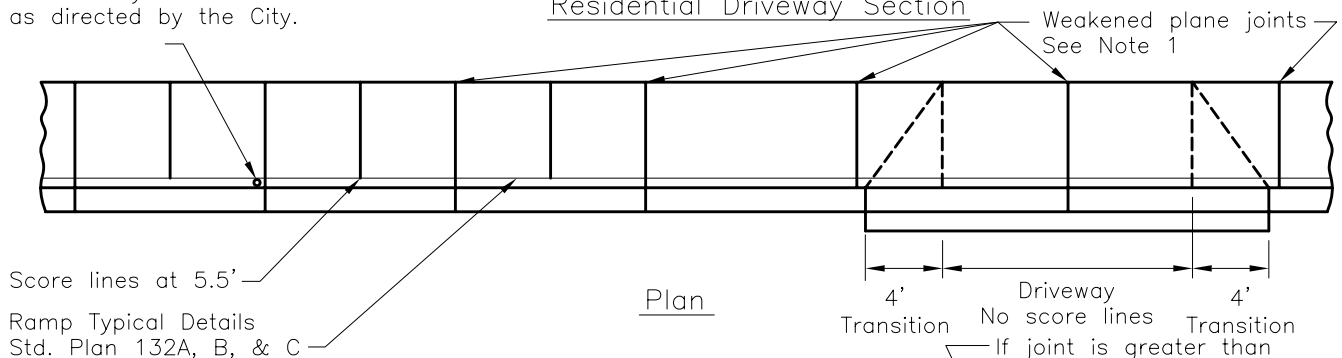 as directed by the City.
Residential Driveway Section
Weakened plane joints
See Note 1
Score lines at 5.5'
Ramp Typical Details
Std. Plan 132A, B, & C
Plan
4'
Transition
Driveway
No score lines
4'
Transition
If joint is greater than